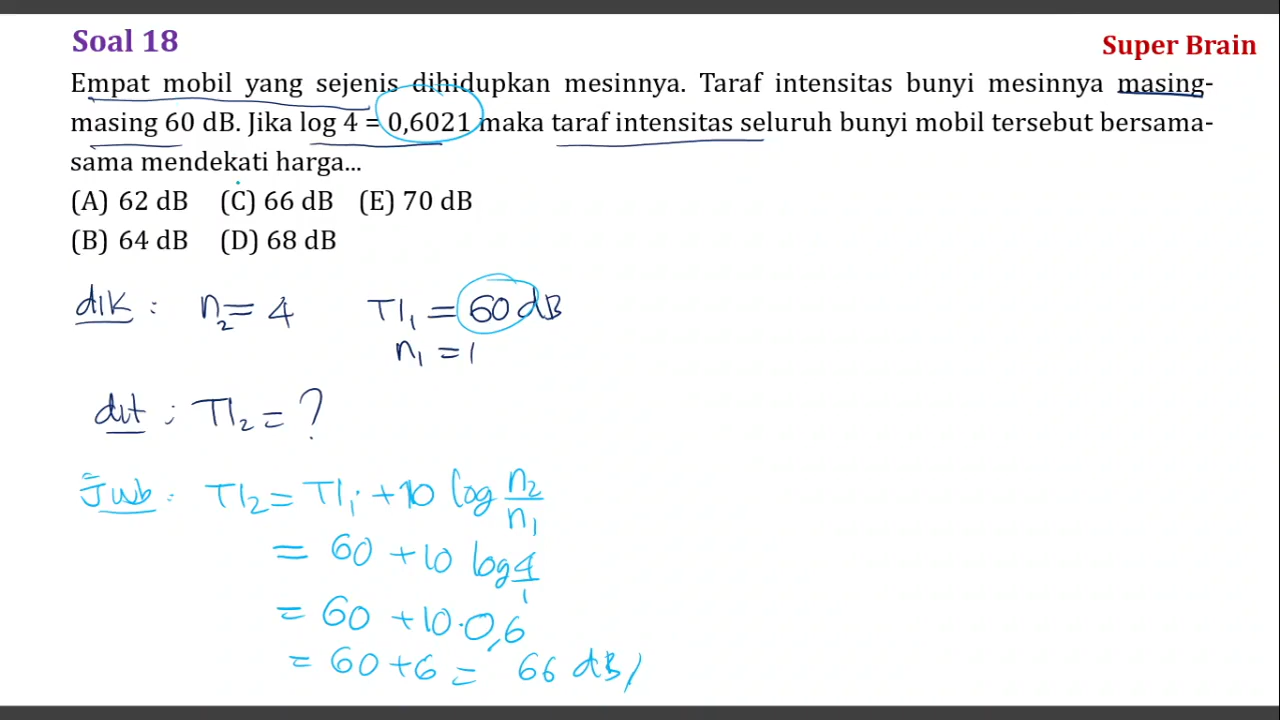 Soal 18
Super Brain
Empat mobil yang sejenis dihidupkan mesinnya. Taraf intensitas bunyi mesinnya masing-
masing 60 dB. Jika log 4 = 0,6021 maka taraf intensitas seluruh bunyi mobil tersebut bersama-
sama mendekati harga...
(A) 62 dB (C) 66 dB (E) 70 dB
(B) 64 dB (D) 68 dB
dik : n₂ = 4 TI₁ = 60 dB
n₁ = 1
dit : TI₂ = ?
Jwb : TI₂ = TI₁ + 10 log n₂/n₁
= 60 + 10 log 4/1
= 60 + 10 · 0,6
= 60 + 6 = 66 dB/